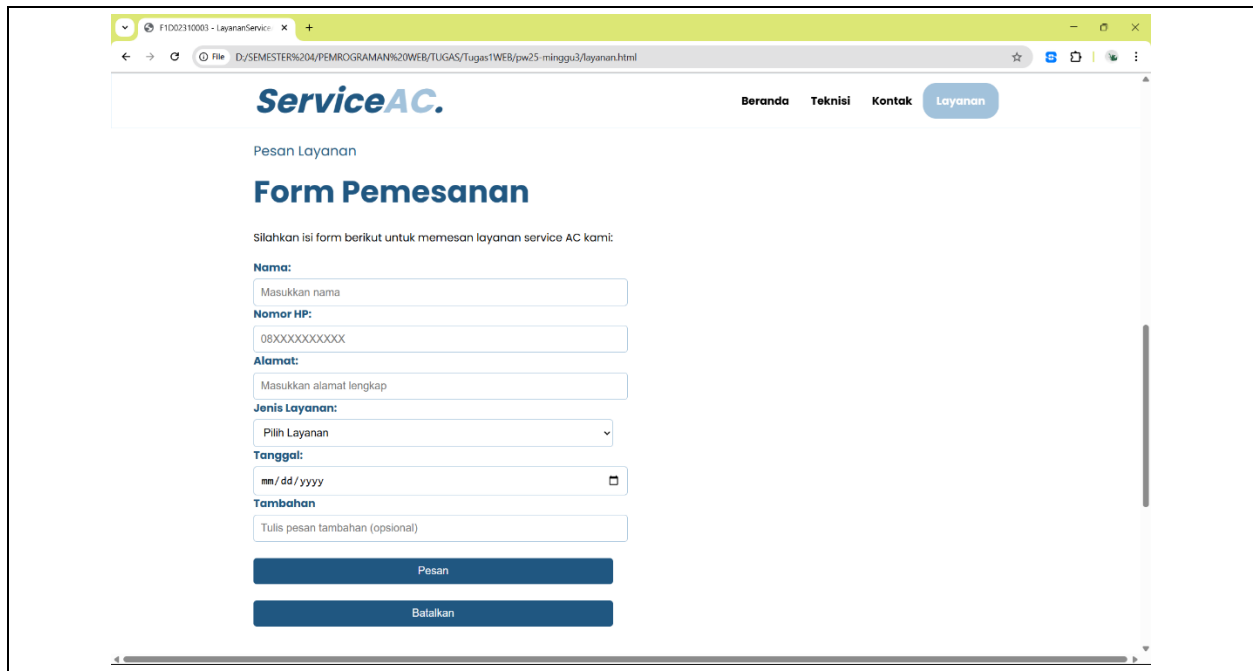 F1D02310003 - LayananService
File D:/SEMESTER%204/PEMROGRAMAN%20WEB/TUGAS/Tugas1WEB/pw25-minggu3/layanan.html
ServiceAC.
Beranda Teknisi Kontak Layanan
Pesan Layanan
Form Pemesanan
Silahkan isi form berikut untuk memesan layanan service AC kami:
Nama:
Masukkan nama
Nomor HP:
08XXXXXXXXXX
Alamat:
Masukkan alamat lengkap
Jenis Layanan:
Pilih Layanan
Tanggal:
mm/dd/yyyy
Tambahan
Tulis pesan tambahan (opsional)
Pesan
Batalkan